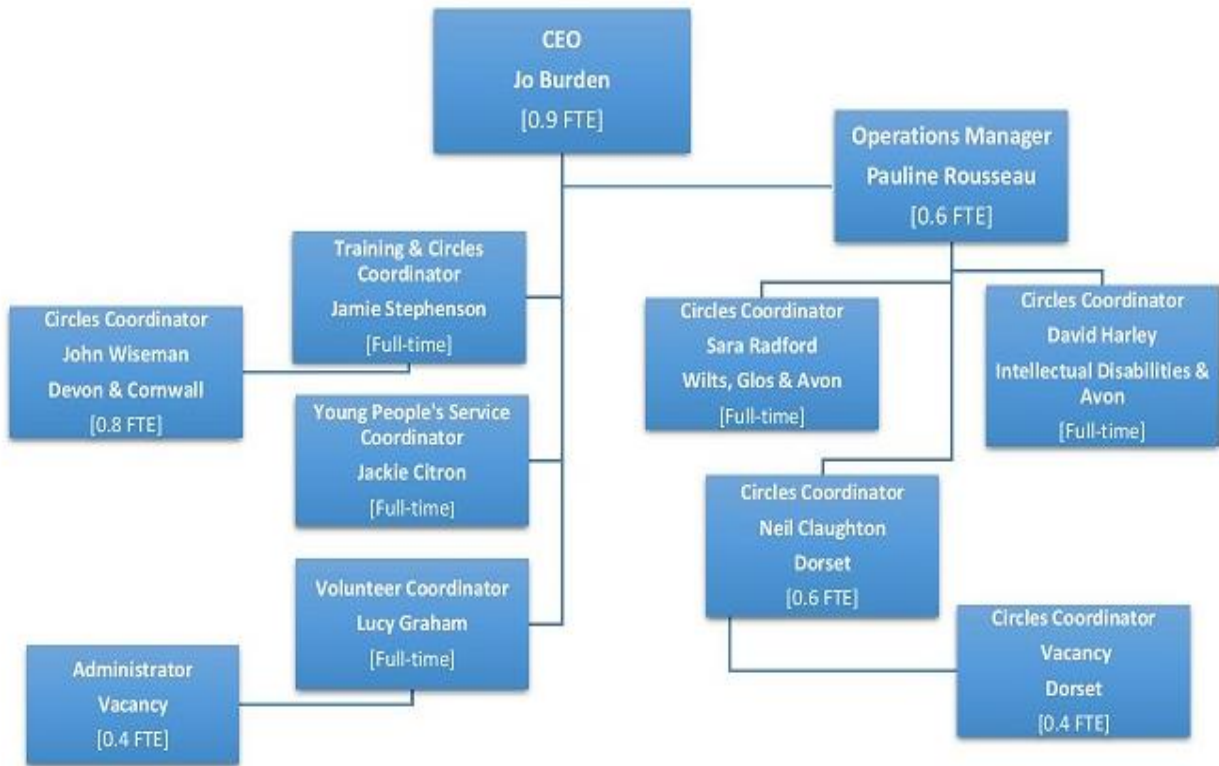 CEO
Jo Burden
[0.9 FTE]
Operations Manager
Pauline Rousseau
[0.6 FTE]
Training & Circles
Coordinator
Jamie Stephenson
[Full-time]
Circles Coordinator
John Wiseman
Devon & Cornwall
[0.8 FTE]
Young People's Service
Coordinator
Jackie Citron
[Full-time]
Volunteer Coordinator
Lucy Graham
[Full-time]
Administrator
Vacancy
[0.4 FTE]
Circles Coordinator
Sara Radford
Wilts, Glos & Avon
[Full-time]
Circles Coordinator
David Harley
Intellectual Disabilities &
Avon
[Full-time]
Circles Coordinator
Neil Claughton
Dorset
[0.6 FTE]
Circles Coordinator
Vacancy
Dorset
[0.4 FTE]